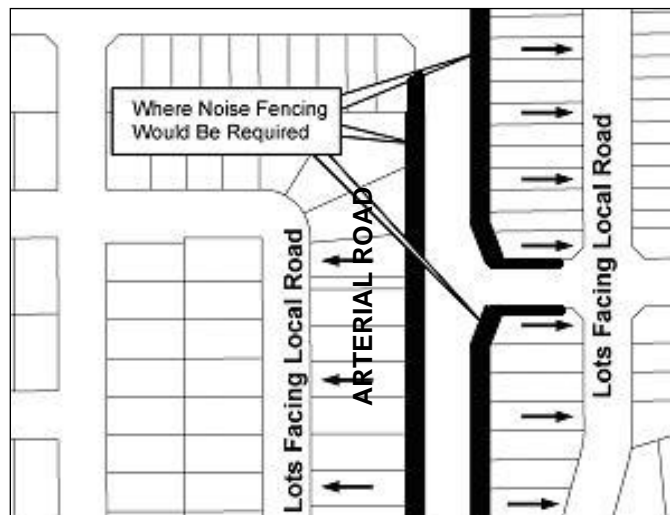 Where Noise Fencing
Would Be Required
Lots Facing Local Road
ARTERIAL ROAD
Lots Facing Local Road